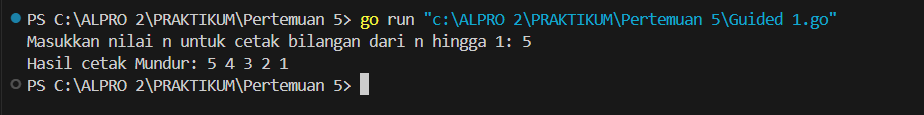 PS C:\ALPRO 2\PRAKTIKUM\Pertemuan 5> go run "c:\ALPRO 2\PRAKTIKUM\Pertemuan 5\Guided 1.go"
Masukkan nilai n untuk cetak bilangan dari n hingga 1: 5
Hasil cetak Mundur: 5 4 3 2 1
PS C:\ALPRO 2\PRAKTIKUM\Pertemuan 5>